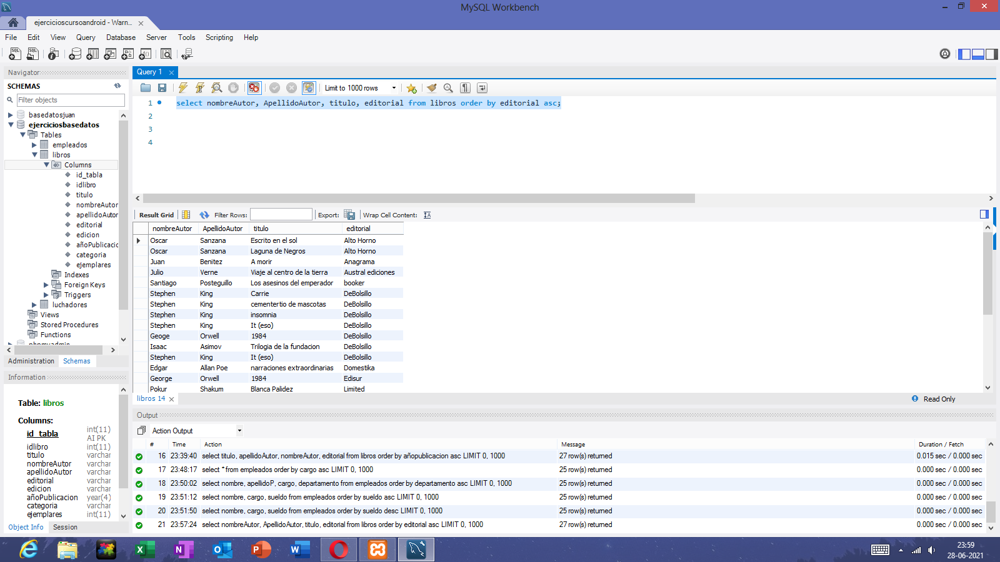 MySQL Workbench
ejercicioscursoandroid - Warn...
File Edit View Query Database Server Tools Scripting Help
Navigator
SCHEMAS
Filter objects
basedatosjuan
ejerciciosbasedatos
Tables
empleados
libros
Columns
id_tabla
idlibro
titulo
nombreAutor
apellidoAutor
editorial
edicion
añoPublicacic
categoria
ejemplares
Indexes
Foreign Keys
Triggers
luchadores
Views
Stored Procedures
Functions
phpmyadmin
Administration Schemas
Information
Table: libros
Columns:
id_tabla int(11) AI PK
idlibro int(11)
titulo varchar
nombreAutor varchar
apellidoAutor varchar
editorial varchar
edicion varchar
añoPublicacion year(4)
categoria varchar
ejemplares int(11)
Object Info Session
Query 1
Limit to 1000 rows
1 select nombreAutor, ApellidoAutor, titulo, editorial from libros order by editorial asc;
2
3
4
Result Grid Filter Rows: Export: Wrap Cell Content:
nombreAutor ApellidoAutor titulo editorial
Oscar Sanzana Escrito en el sol Alto Horno
Oscar Sanzana Laguna de Negros Alto Horno
Juan Benitez A morir Anagrama
Julio Verne Viaje al centro de la tierra Austral ediciones
Santiago Posteguillo Los asesinos del emperador booker
Stephen King Carrie DeBolsillo
Stephen King cementertio de mascotas DeBolsillo
Stephen King insomnia DeBolsillo
Stephen King It (eso) DeBolsillo
Geoge Orwell 1984 DeBolsillo
Isaac Asimov Trilogia de la fundacion DeBolsillo
Stephen King It (eso) DeBolsillo
Edgar Allan Poe narraciones extraordinarias Domestika
George Orwell 1984 Edisur
Pokur Shakum Blanca Palidez Limited
libros 14
Read Only
Output
Action Output
# Time Action Message Duration / Fetch
16 23:39:40 select titulo, apellidoAutor, nombreAutor, editorial from libros order by añopublicacion asc LIMIT 0, 1000 27 row(s) returned 0.015 sec / 0.000 sec
17 23:48:17 select * from empleados order by cargo asc LIMIT 0, 1000 25 row(s) returned 0.000 sec / 0.000 sec
18 23:50:02 select nombre, apellidoP, cargo, departamento from empleados order by departamento asc LIMIT 0, 1000 25 row(s) returned 0.000 sec / 0.000 sec
19 23:51:12 select nombre, cargo, sueldo from empleados order by sueldo asc LIMIT 0, 1000 25 row(s) returned 0.000 sec / 0.000 sec
20 23:51:50 select nombre, cargo, sueldo from empleados order by sueldo desc LIMIT 0, 1000 25 row(s) returned 0.000 sec / 0.000 sec
21 23:57:24 select nombreAutor, ApellidoAutor, titulo, editorial from libros order by editorial asc LIMIT 0, 1000 27 row(s) returned 0.000 sec / 0.000 sec
23:59
28-06-2021